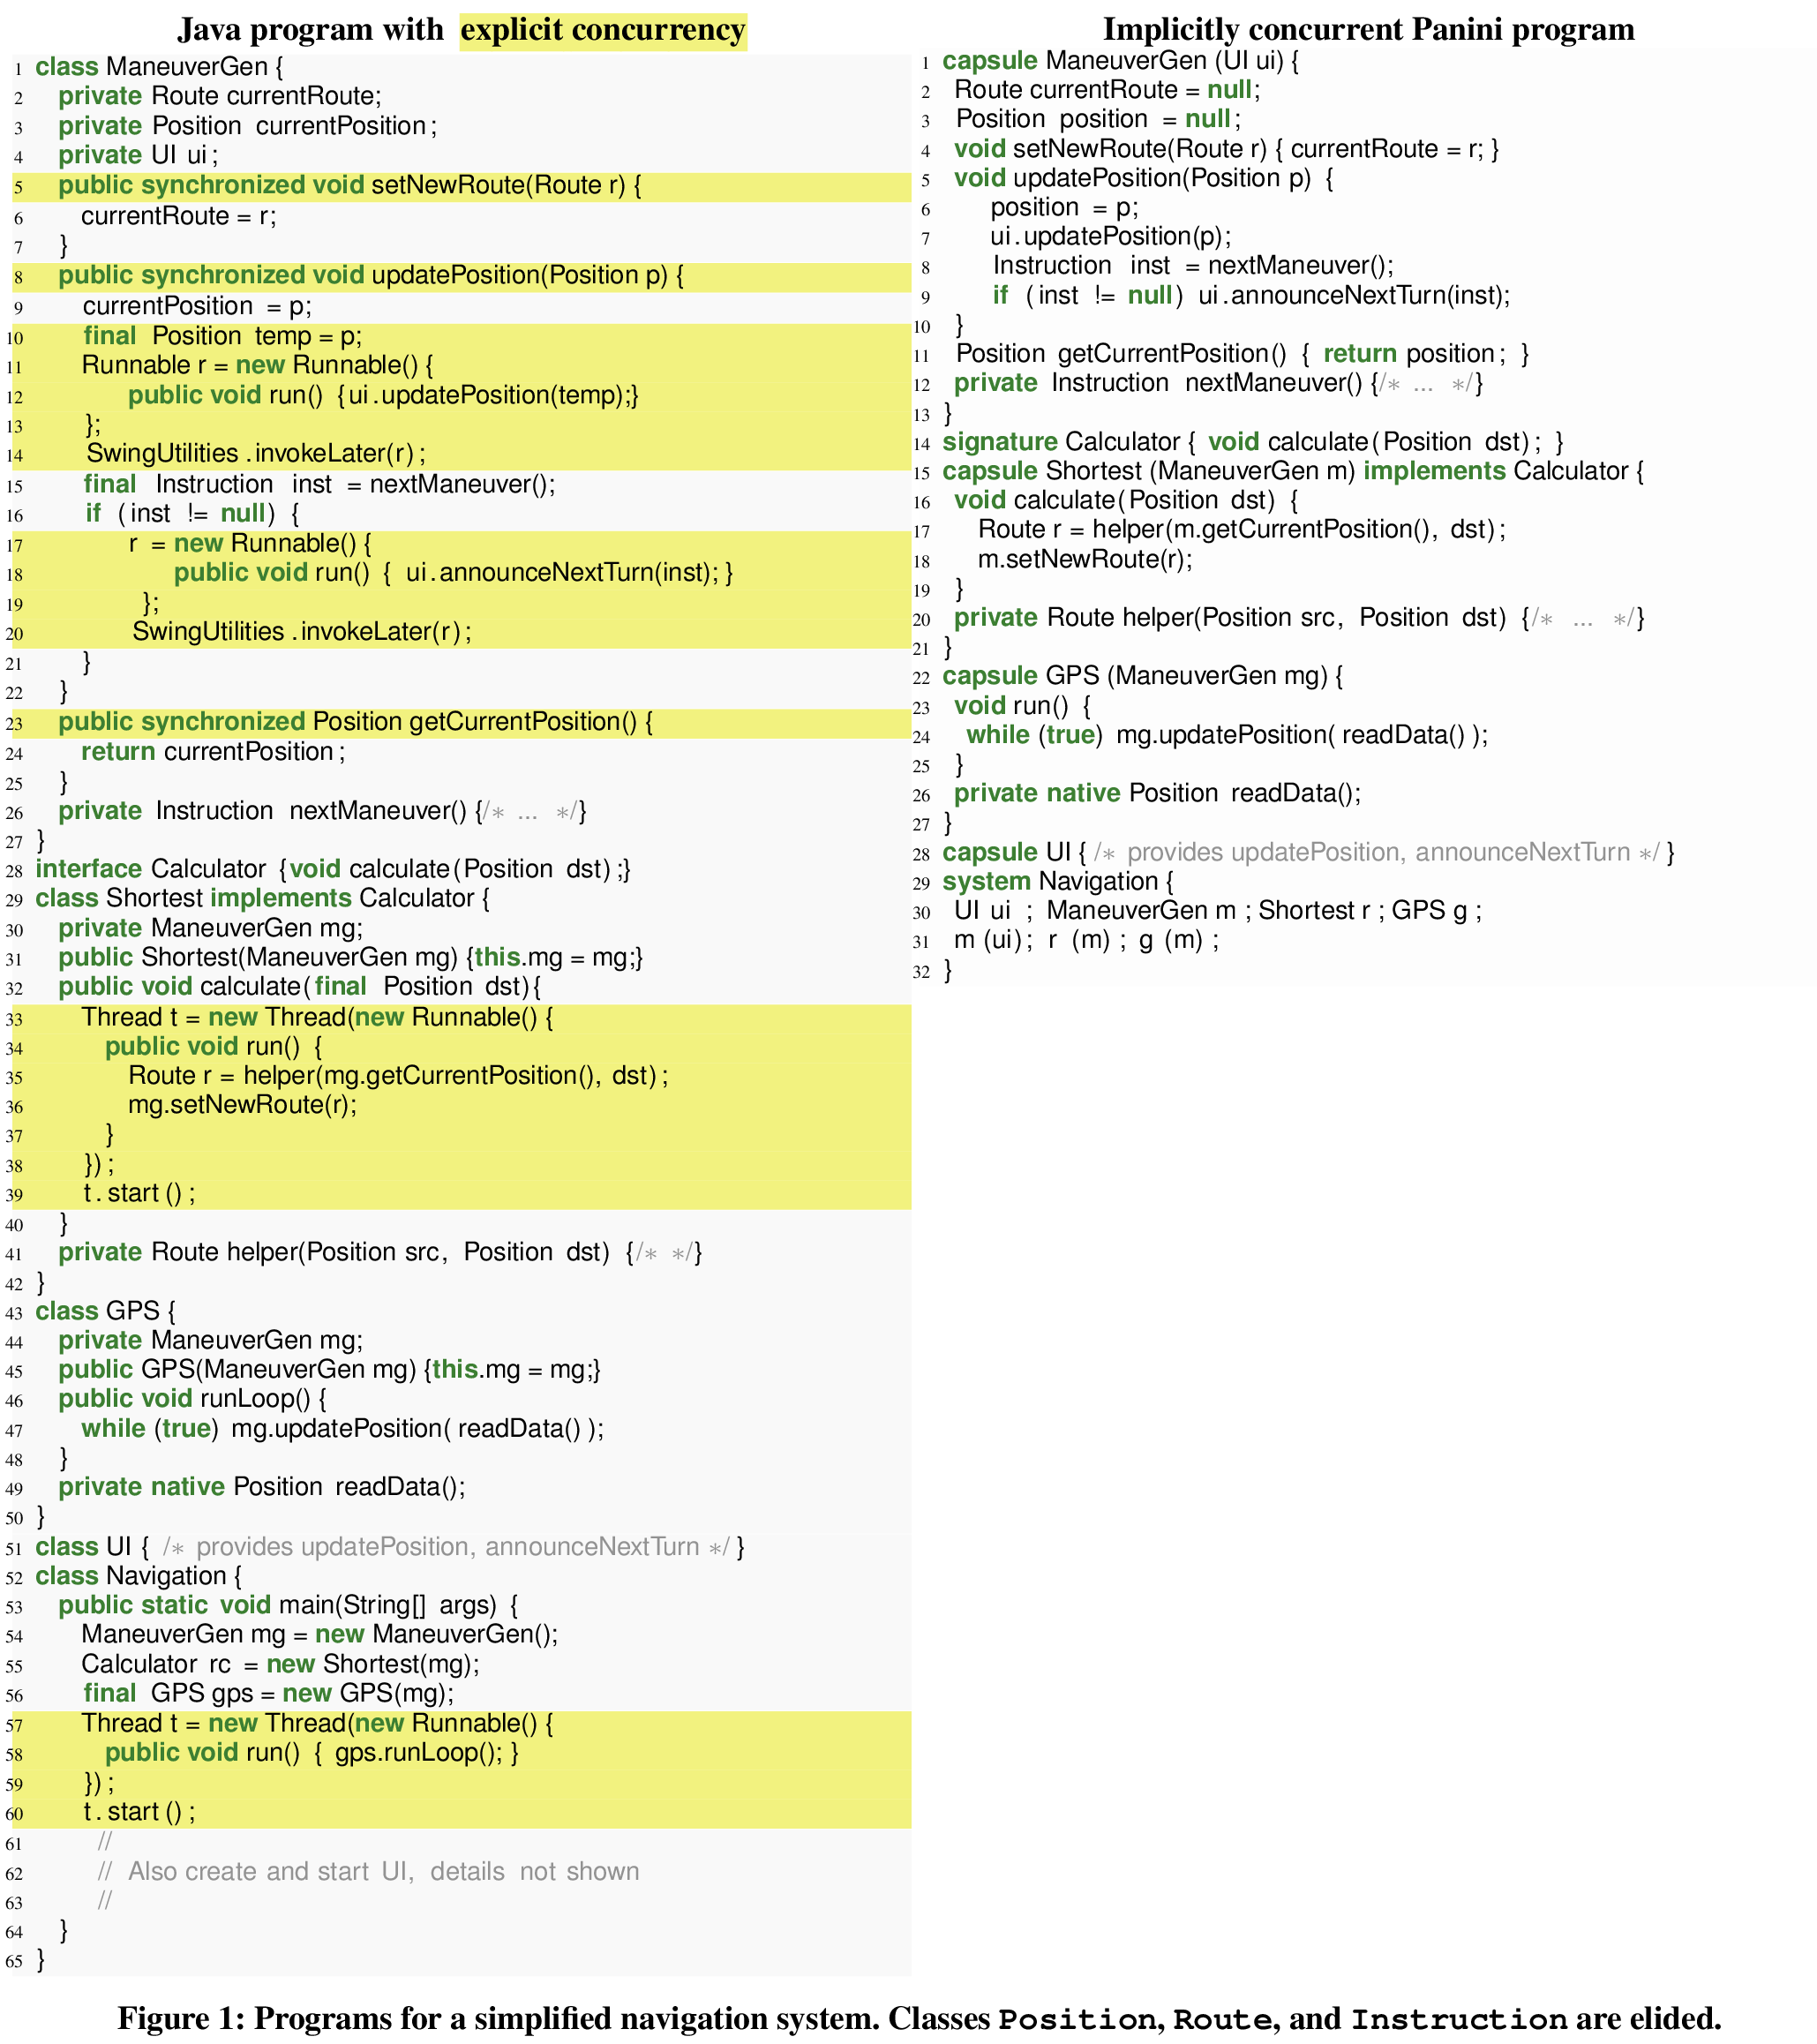 Java program with explicit concurrency
1 class ManeuverGen {
2 private Route currentRoute;
3 private Position currentPosition;
4 private UI ui;
5 public synchronized void setNewRoute(Route r) {
6 currentRoute = r;
7 }
8 public synchronized void updatePosition(Position p) {
9 currentPosition = p;
10 final Position temp = p;
11 Runnable r = new Runnable() {
12 public void run() {ui.updatePosition(temp);}
13 };
14 SwingUtilities.invokeLater(r);
15 final Instruction inst = nextManeuver();
16 if (inst != null) {
17 r = new Runnable() {
18 public void run() { ui.announceNextTurn(inst); }
19 };
20 SwingUtilities.invokeLater(r);
21 }
22 }
23 public synchronized Position getCurrentPosition() {
24 return currentPosition;
25 }
26 private Instruction nextManeuver() {/* ... */}
27 }
28 interface Calculator {void calculate(Position dst);}
29 class Shortest implements Calculator {
30 private ManeuverGen mg;
31 public Shortest(ManeuverGen mg) {this.mg = mg;}
32 public void calculate(final Position dst){
33 Thread t = new Thread(new Runnable() {
34 public void run() {
35 Route r = helper(mg.getCurrentPosition(), dst);
36 mg.setNewRoute(r);
37 }
38 });
39 t.start();
40 }
41 private Route helper(Position src, Position dst) {/* */}
42 }
43 class GPS {
44 private ManeuverGen mg;
45 public GPS(ManeuverGen mg) {this.mg = mg;}
46 public void runLoop() {
47 while (true) mg.updatePosition(readData());
48 }
49 private native Position readData();
50 }
51 class UI { /* provides updatePosition, announceNextTurn */ }
52 class Navigation {
53 public static void main(String[] args) {
54 ManeuverGen mg = new ManeuverGen();
55 Calculator rc = new Shortest(mg);
56 final GPS gps = new GPS(mg);
57 Thread t = new Thread(new Runnable() {
58 public void run() { gps.runLoop(); }
59 });
60 t.start();
61 //
62 // Also create and start UI, details not shown
63 //
64 }
65 }
Implicitly concurrent Panini program
1 capsule ManeuverGen (UI ui) {
2 Route currentRoute = null;
3 Position position = null;
4 void setNewRoute(Route r) { currentRoute = r; }
5 void updatePosition(Position p) {
6 position = p;
7 ui.updatePosition(p);
8 Instruction inst = nextManeuver();
9 if (inst != null) ui.announceNextTurn(inst);
10 }
11 Position getCurrentPosition() { return position; }
12 private Instruction nextManeuver() {/* ... */}
13 }
14 signature Calculator { void calculate(Position dst); }
15 capsule Shortest (ManeuverGen m) implements Calculator {
16 void calculate(Position dst) {
17 Route r = helper(m.getCurrentPosition(), dst);
18 m.setNewRoute(r);
19 }
20 private Route helper(Position src, Position dst) {/* ... */}
21 }
22 capsule GPS (ManeuverGen mg) {
23 void run() {
24 while (true) mg.updatePosition(readData());
25 }
26 private native Position readData();
27 }
28 capsule UI { /* provides updatePosition, announceNextTurn */ }
29 system Navigation {
30 UI ui ; ManeuverGen m ; Shortest r ; GPS g ;
31 m (ui); r (m) ; g (m) ;
32 }
Figure 1: Programs for a simplified navigation system. Classes Position, Route, and Instruction are elided.